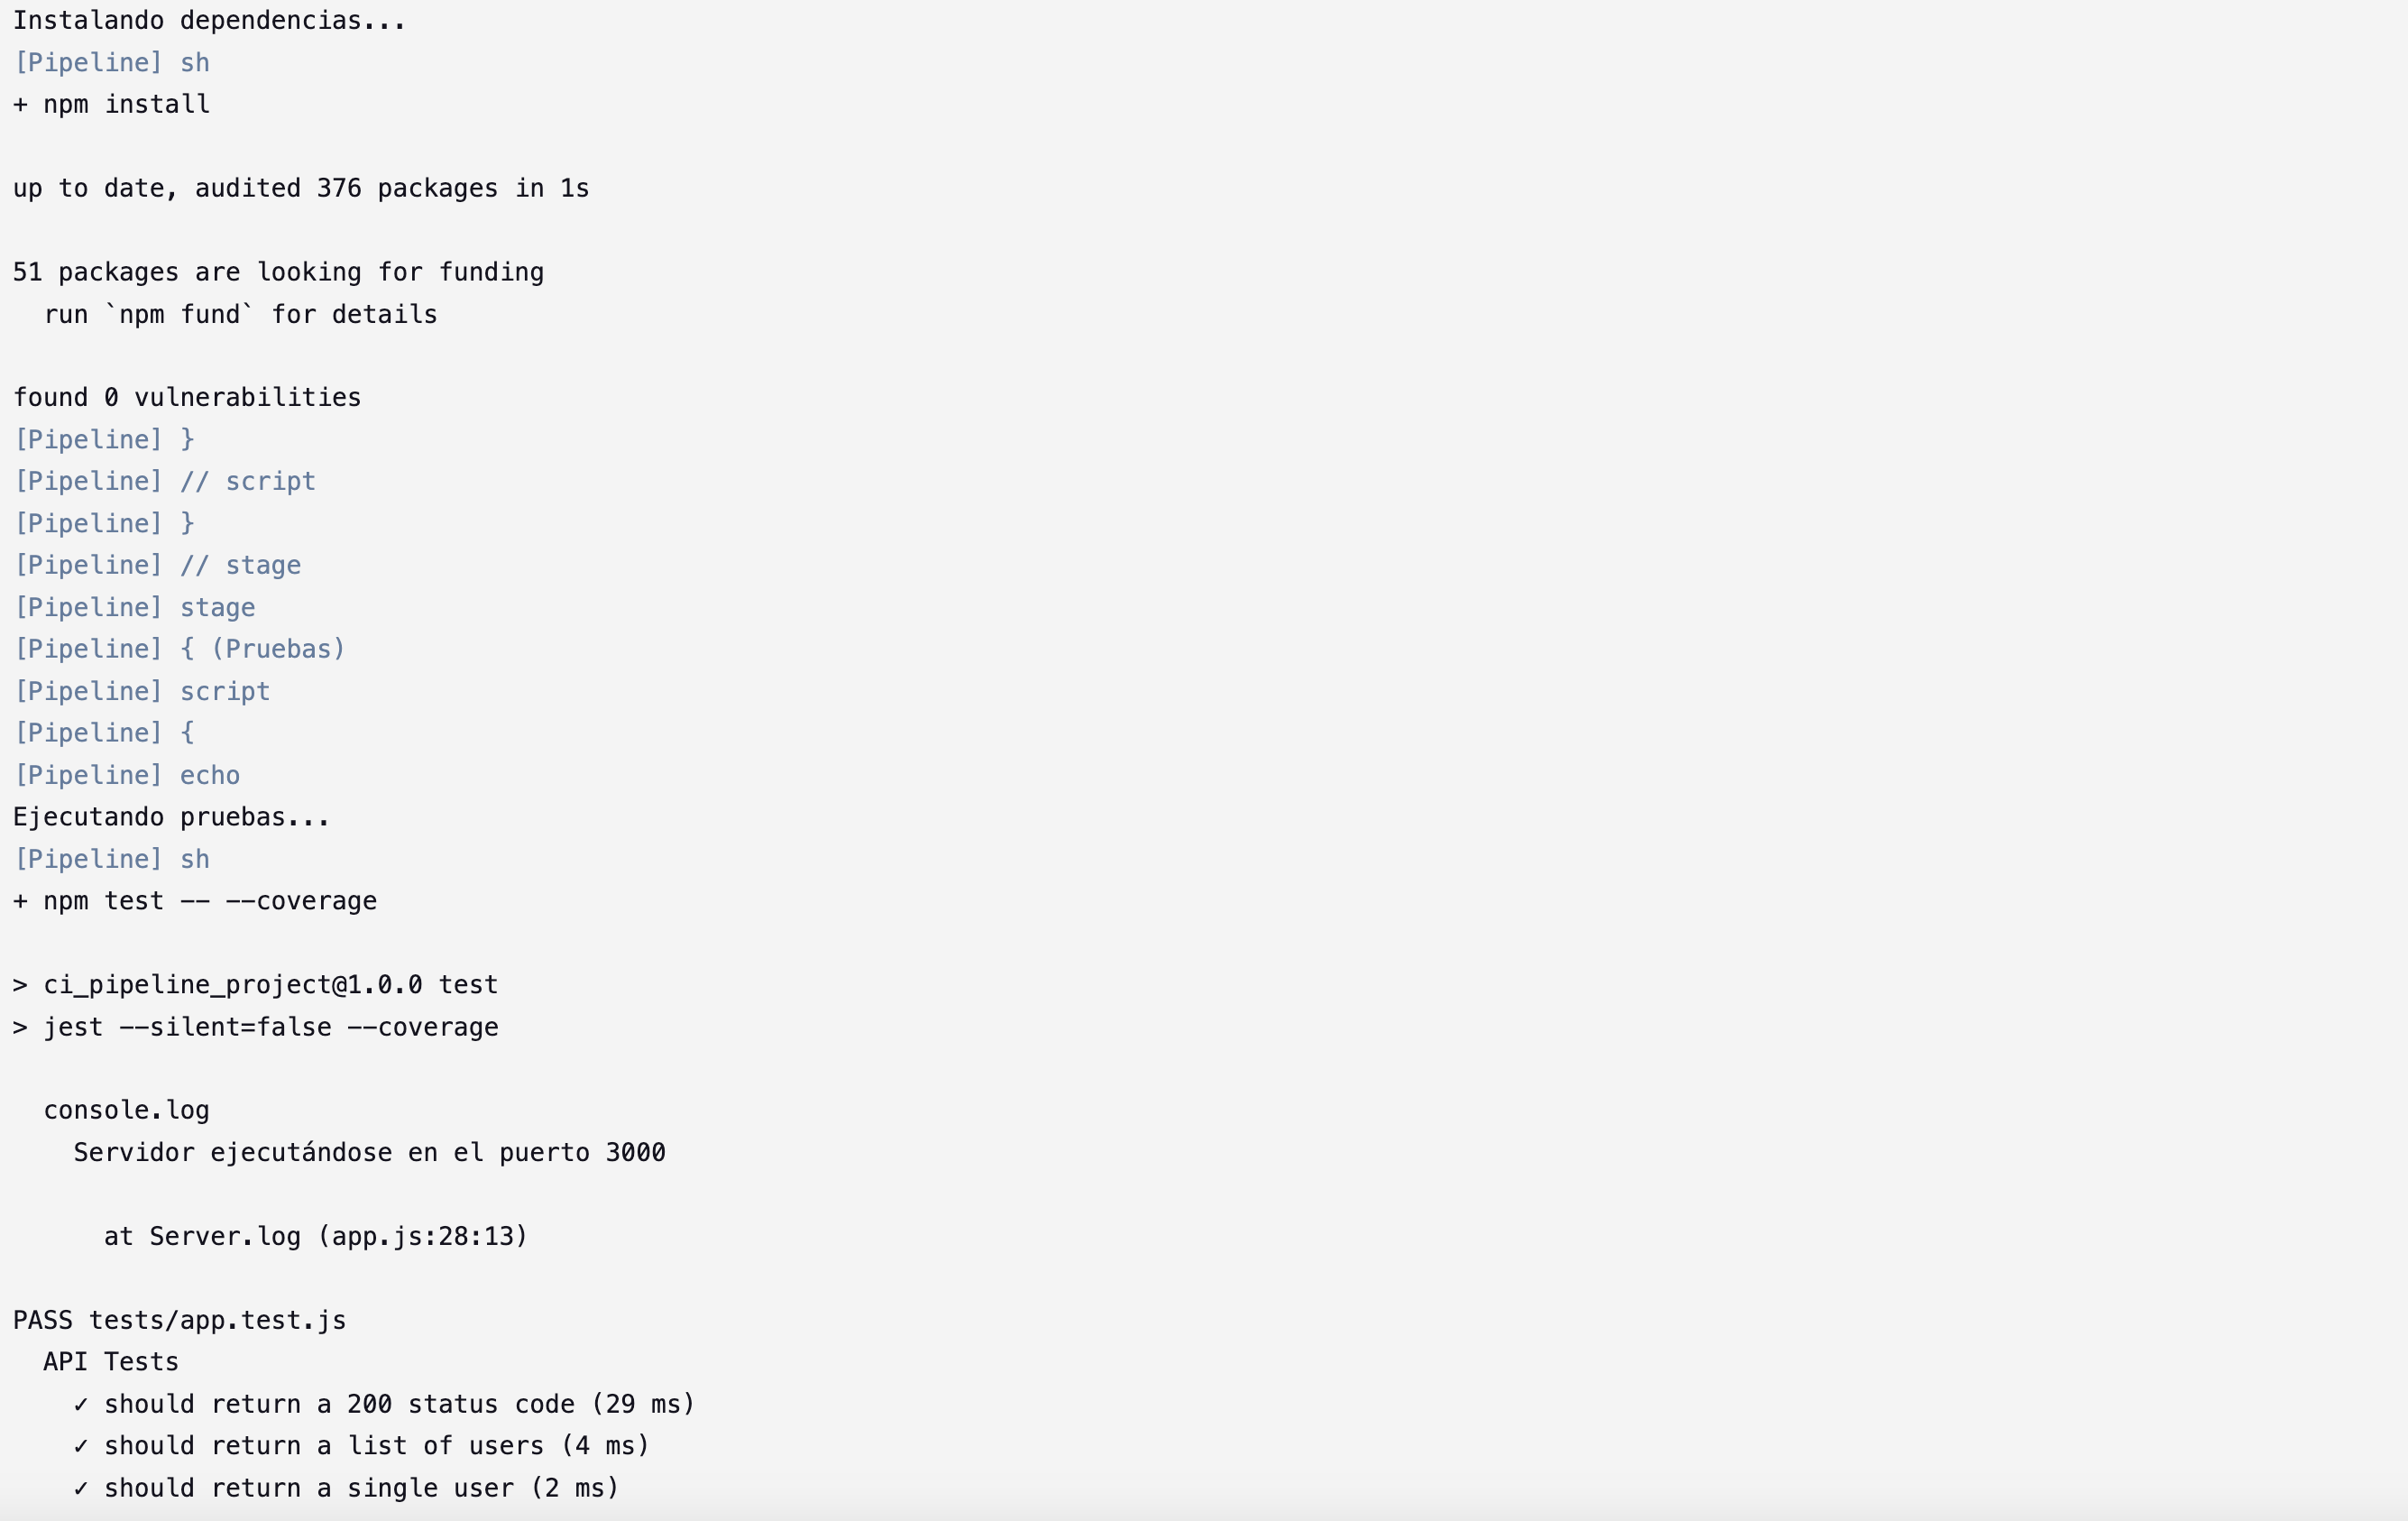 Instalando dependencias...
[Pipeline] sh
+ npm install
up to date, audited 376 packages in 1s
51 packages are looking for funding
  run `npm fund` for details
found 0 vulnerabilities
[Pipeline] }
[Pipeline] // script
[Pipeline] }
[Pipeline] // stage
[Pipeline] stage
[Pipeline] { (Pruebas)
[Pipeline] script
[Pipeline] {
[Pipeline] echo
Ejecutando pruebas...
[Pipeline] sh
+ npm test -- --coverage
> ci_pipeline_project@1.0.0 test
> jest --silent=false --coverage
  console.log
    Servidor ejecutándose en el puerto 3000
      at Server.log (app.js:28:13)
PASS tests/app.test.js
  API Tests
    ✓ should return a 200 status code (29 ms)
    ✓ should return a list of users (4 ms)
    ✓ should return a single user (2 ms)